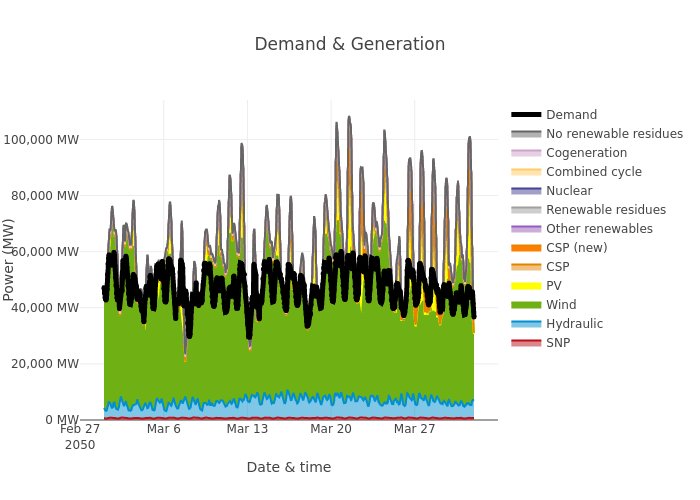 Demand & Generation
100,000 MW
80,000 MW
60,000 MW
40,000 MW
20,000 MW
0 MW
Power (MW)
Feb 27
2050
Mar 6
Mar 13
Mar 20
Mar 27
Date & time
Demand
No renewable residues
Cogeneration
Combined cycle
Nuclear
Renewable residues
Other renewables
CSP (new)
CSP
PV
Wind
Hydraulic
SNP